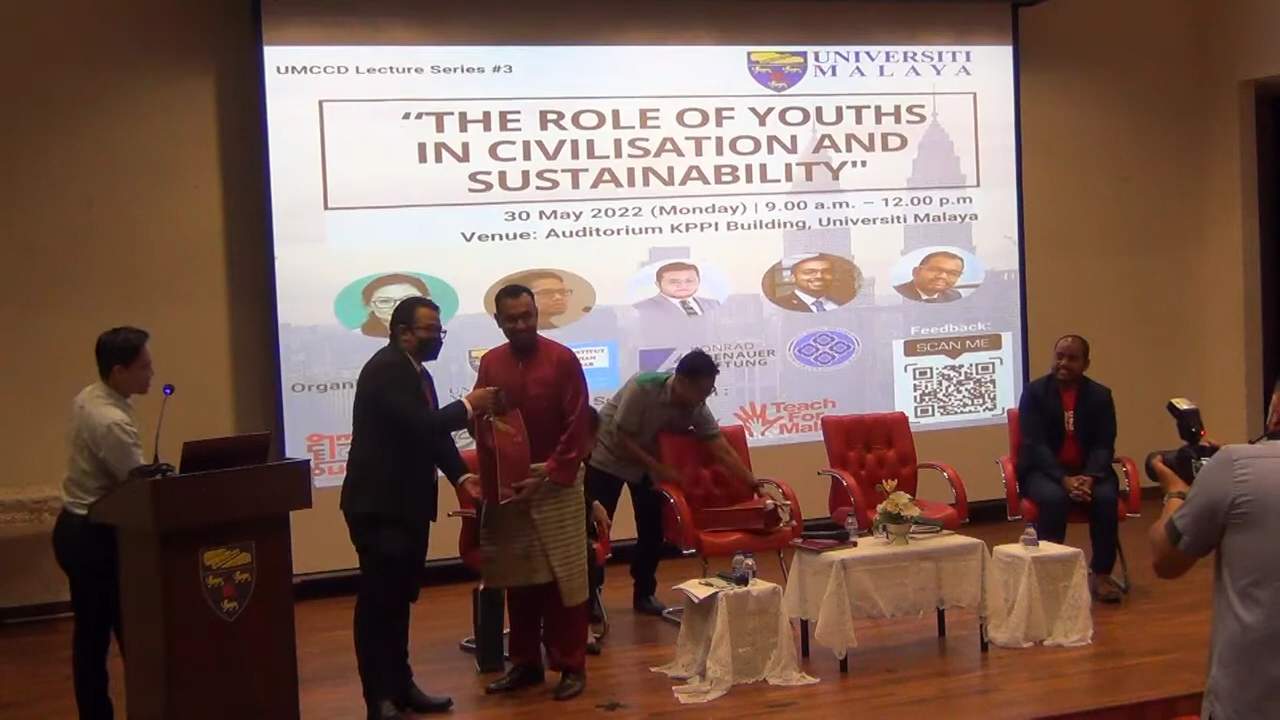 UMCCD Lecture Series #3
UNIVERSITI
MALAYA
“THE ROLE OF YOUTHS
IN CIVILISATION AND
SUSTAINABILITY"
30 May 2022 (Monday) | 9.00 a.m. – 12.00 p.m
Venue: Auditorium KPPI Building, Universiti Malaya
Feedback:
SCAN ME
Teach
For